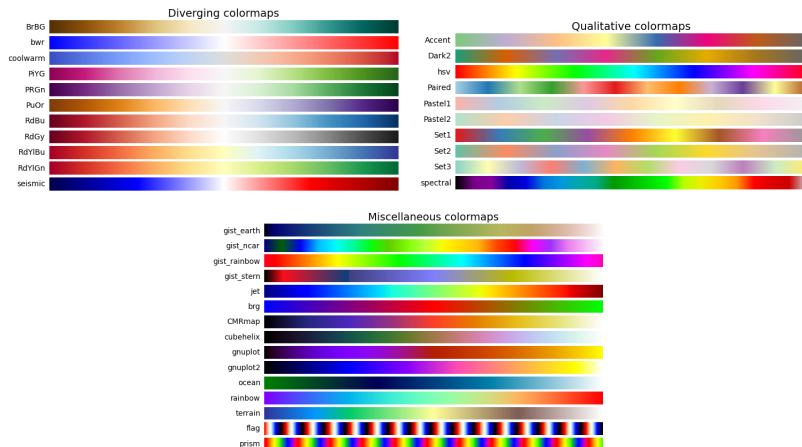 Diverging colormaps
BrBG
bwr
coolwarm
PiYG
PRGn
PuOr
RdBu
RdGy
RdYlBu
RdYlGn
seismic
Qualitative colormaps
Accent
Dark2
hsv
Paired
Pastel1
Pastel2
Set1
Set2
Set3
spectral
Miscellaneous colormaps
gist_earth
gist_ncar
gist_rainbow
gist_stern
jet
brg
CMRmap
cubehelix
gnuplot
gnuplot2
ocean
rainbow
terrain
flag
prism